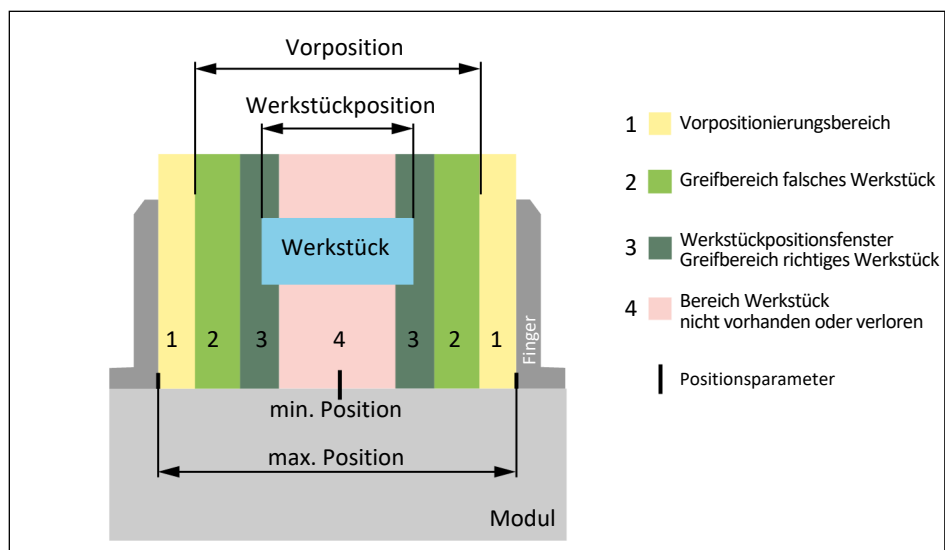 Vorposition
Werkstückposition
Werkstück
1 2 3 4 3 2 1
Finger
min. Position
max. Position
Modul
1 Vorpositionierungsbereich
2 Greifbereich falsches Werkstück
3 Werkstückpositionsfenster
Greifbereich richtiges Werkstück
4 Bereich Werkstück
nicht vorhanden oder verloren
Positionsparameter